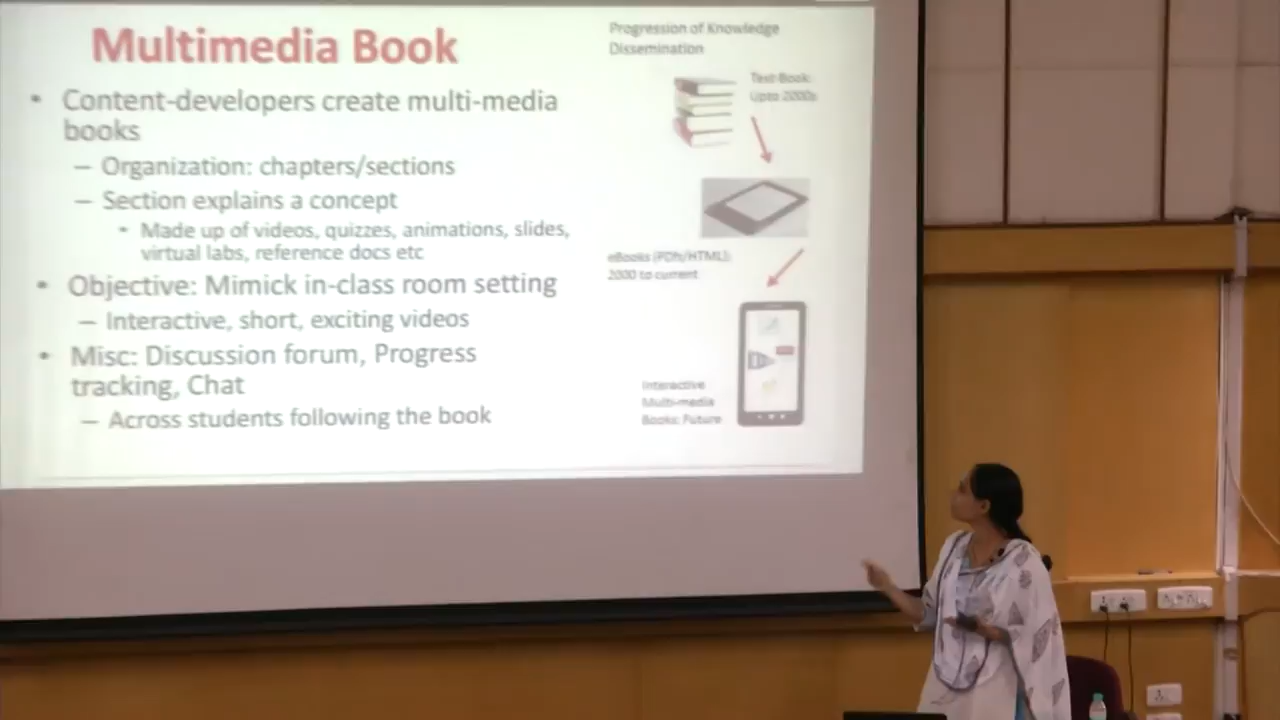 Multimedia Book
• Content-developers create multi-media
books
– Organization: chapters/sections
– Section explains a concept
• Made up of videos, quizzes, animations, slides,
virtual labs, reference docs etc
• Objective: Mimick in-class room setting
– Interactive, short, exciting videos
• Misc: Discussion forum, Progress
tracking, Chat
– Across students following the book
Progression of Knowledge
Dissemination
Text-Book:
Upto 2000s
eBooks (PDh/HTML):
2000 to current
Interactive
Multi-media
Books: Future